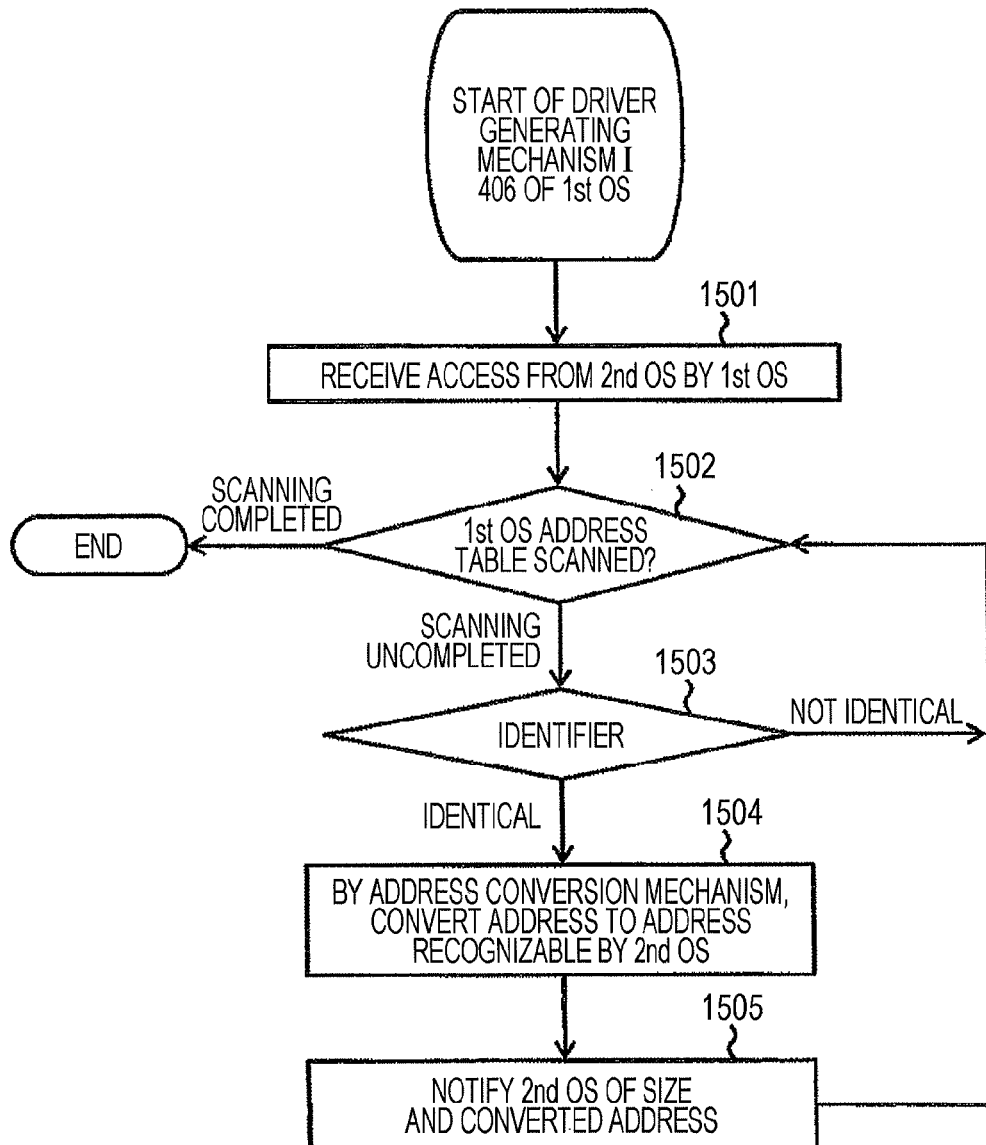 START OF DRIVER
GENERATING
MECHANISM I
406 OF 1st OS
1501
RECEIVE ACCESS FROM 2nd OS BY 1st OS
1502
SCANNING
COMPLETED
END
1st OS ADDRESS
TABLE SCANNED?
SCANNING
UNCOMPLETED
1503
IDENTIFIER
NOT IDENTICAL
IDENTICAL
1504
BY ADDRESS CONVERSION MECHANISM,
CONVERT ADDRESS TO ADDRESS
RECOGNIZABLE BY 2nd OS
1505
NOTIFY 2nd OS OF SIZE
AND CONVERTED ADDRESS